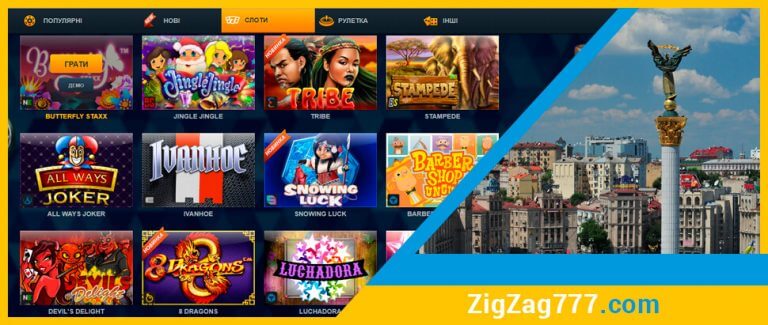 ПОПУЛЯРНІ НОВІ СЛОТИ РУЛЕТКА ІНШІ
ГРАТИ
ДЕМО
BUTTERFLY STAXX
Jingle Jingle
JINGLE JINGLE
НОВИНКА
TRIBE
TRIBE
STAMPEDE
STAMPEDE
ALL WAYS
JOKER
ALL WAYS JOKER
IVANHOE
IVANHOE
НОВИНКА
SNOWING
LUCK
SNOWING LUCK
BARBER
SHOP
BARBER
Devil's
Delight
DEVIL'S DELIGHT
НОВИНКА
8 DRAGONS
8 DRAGONS
LUCHADORA
LUCHADORA
ZigZag777.com